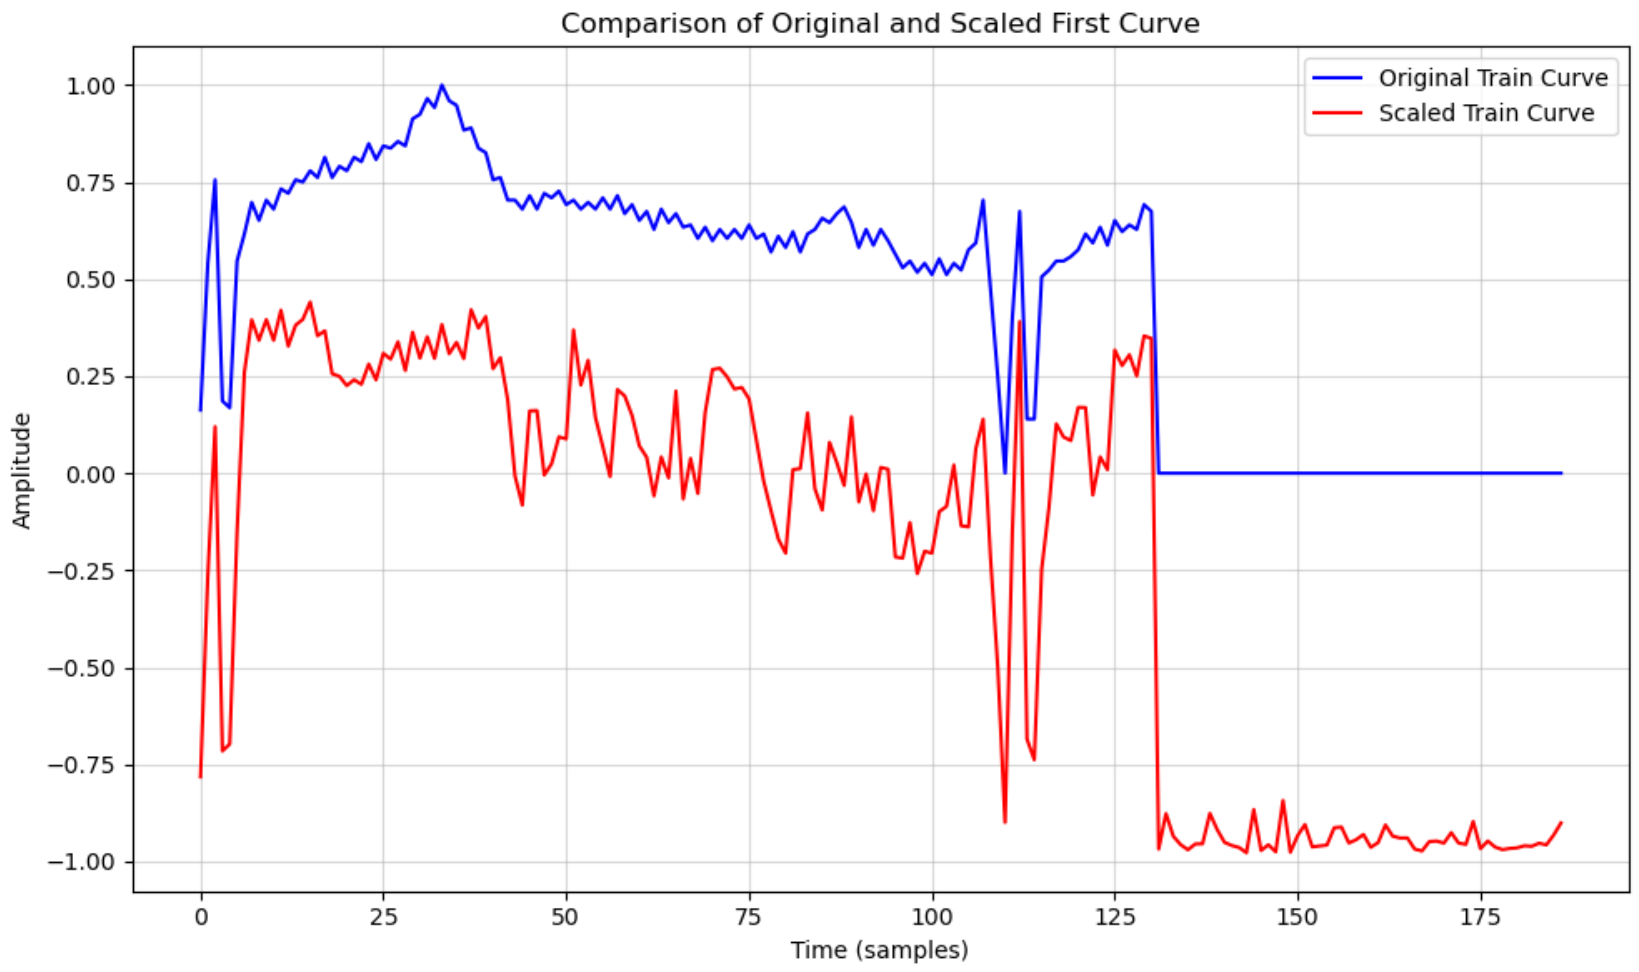 Comparison of Original and Scaled First Curve
Original Train Curve
Scaled Train Curve
1.00
0.75
0.50
0.25
0.00
−0.25
−0.50
−0.75
−1.00
Amplitude
0 25 50 75 100 125 150 175
Time (samples)